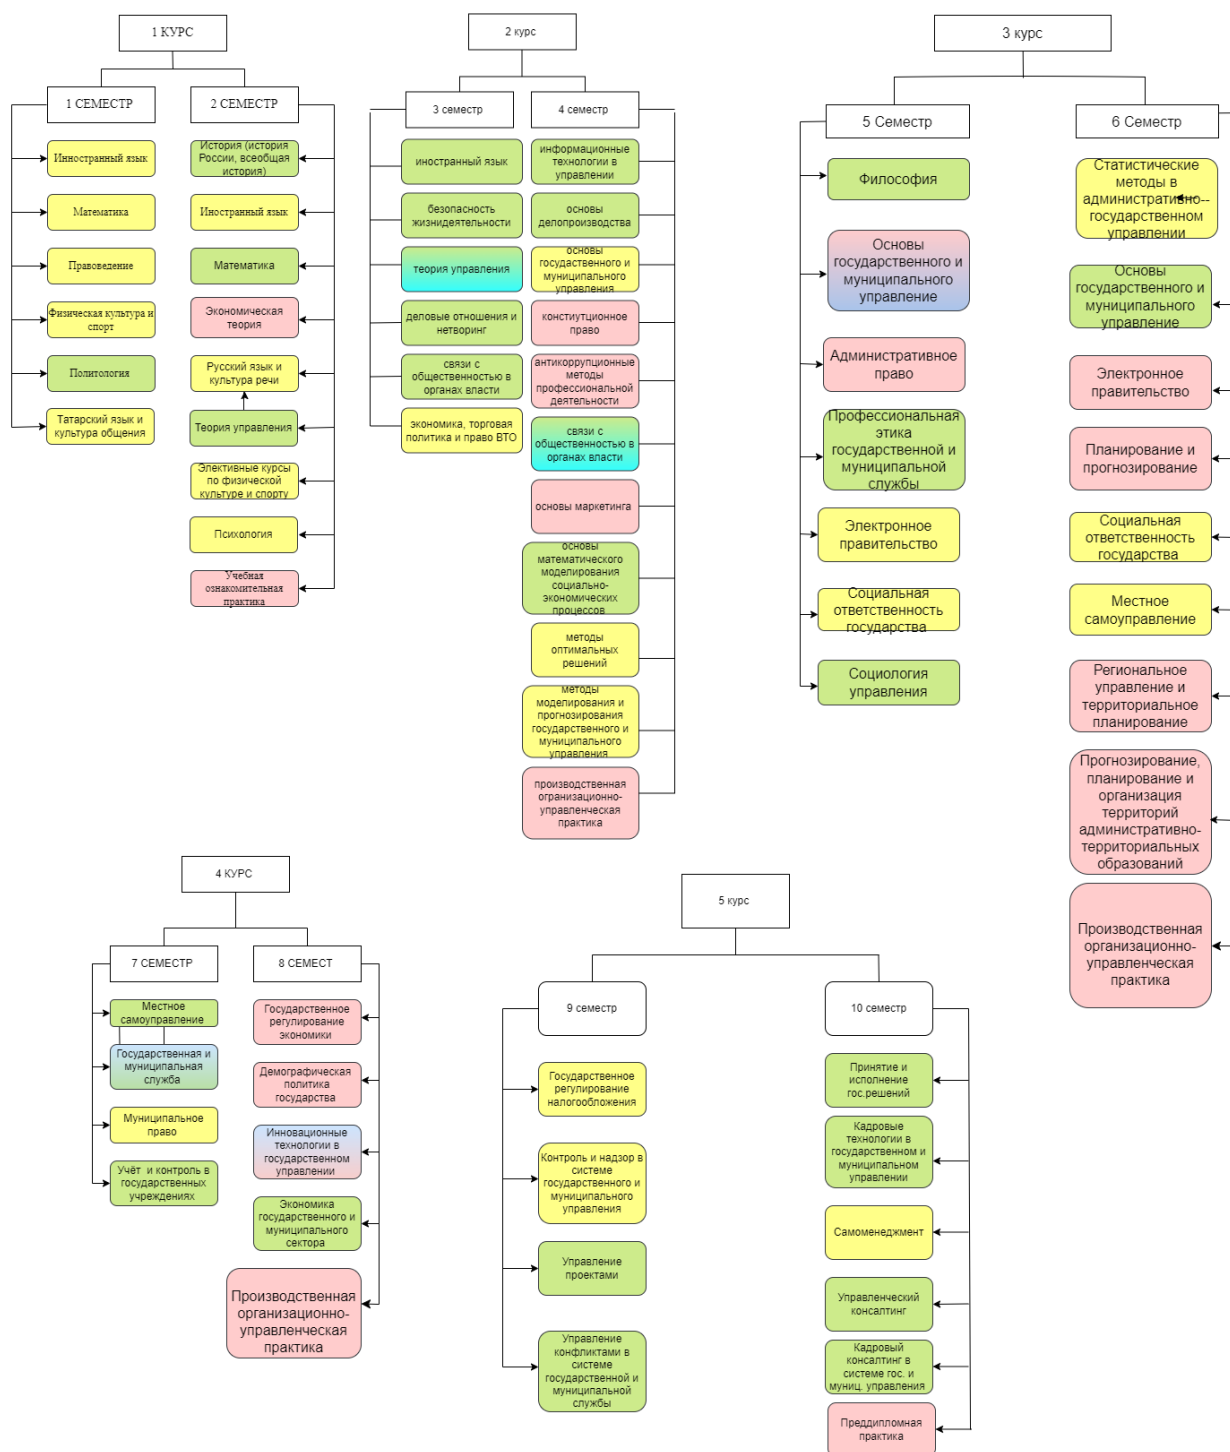 1 КУРС
1 СЕМЕСТР
Инностранный язык
Математика
Правоведение
Физическая культура и
спорт
Политология
Татарский язык и
культура общения
2 СЕМЕСТР
История (история
России, всеобщая
история)
Иностранный язык
Математика
Экономическая
теория
Русский язык и
культура речи
Теория управления
Элективные курсы
по физической
культуре и спорту
Психология
Учебная
ознакомительная
практика
2 курс
3 семестр
иностранный язык
безопасность
жизнидеятельности
теория управления
деловые отношения и
нетворинг
связи с
общественностью в
органах власти
экономика, торговая
политика и право ВТО
4 семестр
информационные
технологии в
управлении
основы
делопроизводства
основы
госудаственного и
муниципального
управления
констиутционное
право
антикоррупционные
методы
профессиональной
деятельности
связи с
общественностью в
органах власти
основы маркетинга
основы
математического
моделирования
социально-
экономических
процессов
методы
оптимальных
решений
методы
моделирования и
прогнозирования
государственного и
муниципального
управления
производственная
огранизационно-
управленческая
практика
3 курс
5 Семестр
Философия
Основы
государственного и
муниципального
управление
Административное
право
Профессиональная
этика
государственной и
муниципальной
службы
Электронное
правительство
Социальная
ответственность
государства
Социология
управления
6 Семестр
Статистические
методы в
административно--
государственном
управлении
Основы
государственного и
муниципального
управление
Электронное
правительство
Планирование и
прогнозирование
Социальная
ответственность
государства
Местное
самоуправление
Региональное
управление и
территориальное
планирование
Прогнозирование,
планирование и
организация
территорий
административно-
территориальных
образований
Производственная
организационно-
управленческая
практика
4 КУРС
7 СЕМЕСТР
Местное
самоуправление
Государственная и
муниципальная
служба
Муниципальное
право
Учёт и контроль в
государственных
учреждениях
8 СЕМЕСТ
Государственное
регулирование
экономики
Демографическая
политика
государства
Инновационные
технологии в
государственном
управлении
Экономика
государственного и
муниципального
сектора
Производственная
организационно-
управленческая
практика
5 курс
9 семестр
Государственное
регулирование
налогообложения
Контроль и надзор в
системе
государственного и
муниципального
управления
Управление
проектами
Управление
конфликтами в
системе
государственной и
муниципальной
службы
10 семестр
Принятие и
исполнение
гос.решений
Кадровые
технологии в
государственном и
муниципальном
управлении
Самоменеджмент
Управленческий
консалтинг
Кадровый
консалтинг в
системе гос. и
муниц. управления
Преддипломная
практика